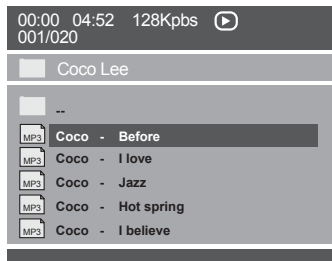 00:00 04:52 128Kpbs
001/020
Coco Lee
--
MP3 Coco - Before
MP3 Coco - I love
MP3 Coco - Jazz
MP3 Coco - Hot spring
MP3 Coco - I believe